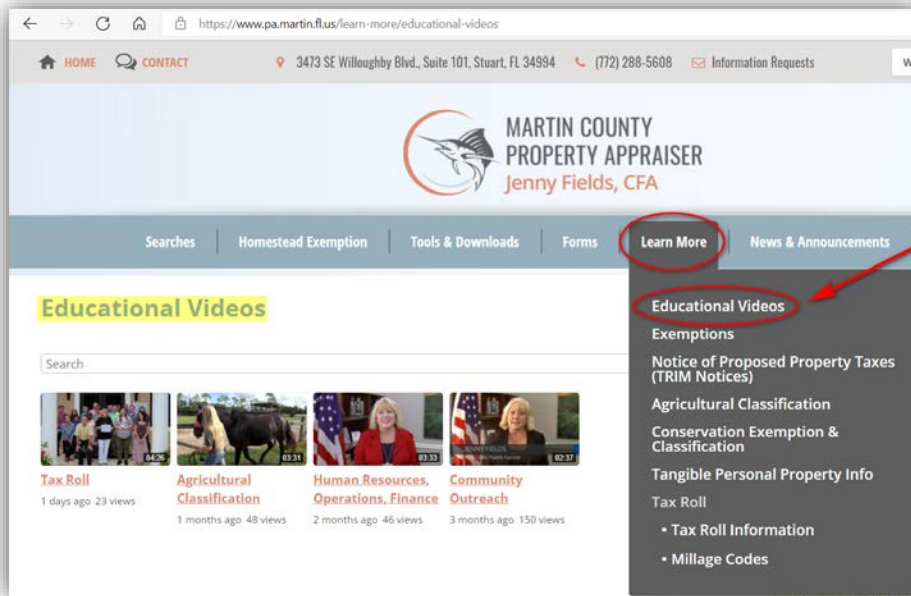 https://www.pa.martin.fl.us/learn-more/educational-videos
HOME CONTACT 3473 SE Willoughby Blvd., Suite 101, Stuart, FL 34994 (772) 288-5608 Information Requests
MARTIN COUNTY
PROPERTY APPRAISER
Jenny Fields, CFA
Searches Homestead Exemption Tools & Downloads Forms Learn More News & Announcements
Educational Videos
Search
04:26 03:31 03:33 02:37
Tax Roll
1 days ago 23 views
Agricultural
Classification
1 months ago 48 views
Human Resources,
Operations, Finance
2 months ago 46 views
Community
Outreach
3 months ago 150 views
Educational Videos
Exemptions
Notice of Proposed Property Taxes
(TRIM Notices)
Agricultural Classification
Conservation Exemption &
Classification
Tangible Personal Property Info
Tax Roll
• Tax Roll Information
• Millage Codes